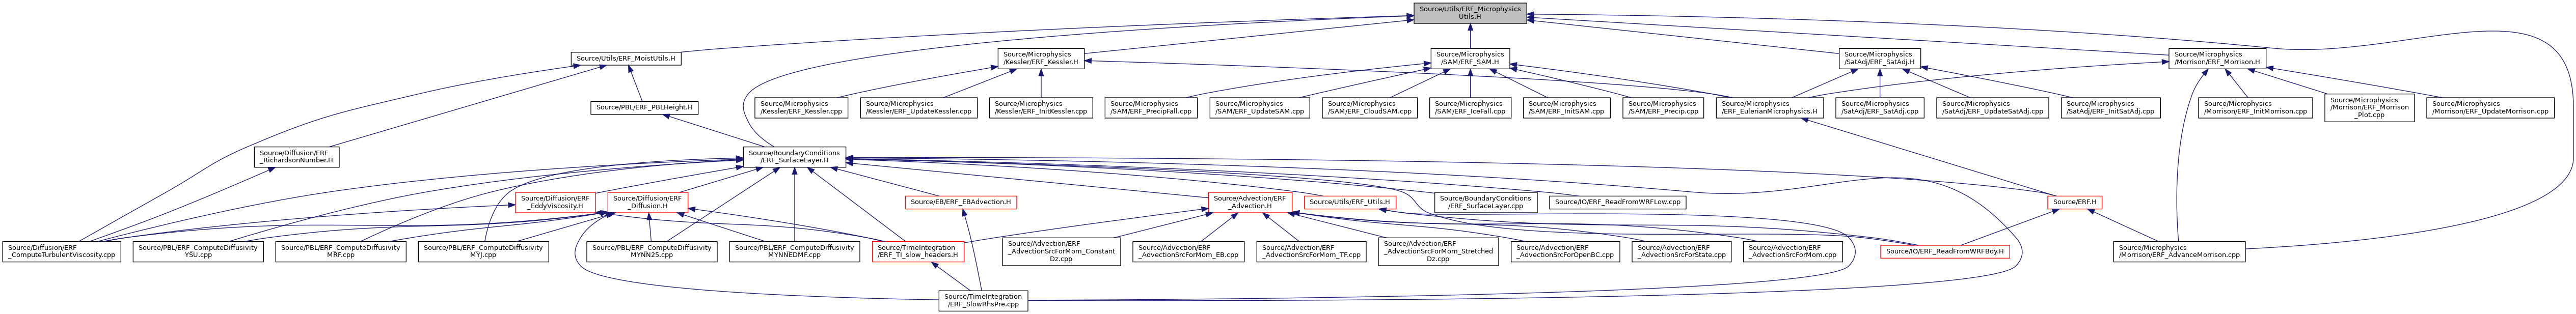 Source/Utils/ERF_Microphysics
Utils.H
Source/Utils/ERF_MoistUtils.H
Source/Microphysics
/Kessler/ERF_Kessler.H
Source/Microphysics
/SAM/ERF_SAM.H
Source/Microphysics
/SatAdj/ERF_SatAdj.H
Source/Microphysics
/Morrison/ERF_Morrison.H
Source/PBL/ERF_PBLHeight.H
Source/Microphysics
/Kessler/ERF_Kessler.cpp
Source/Microphysics
/Kessler/ERF_UpdateKessler.cpp
Source/Microphysics
/Kessler/ERF_InitKessler.cpp
Source/Microphysics
/SAM/ERF_PrecipFall.cpp
Source/Microphysics
/SAM/ERF_UpdateSAM.cpp
Source/Microphysics
/SAM/ERF_CloudSAM.cpp
Source/Microphysics
/SAM/ERF_IceFall.cpp
Source/Microphysics
/SAM/ERF_InitSAM.cpp
Source/Microphysics
/SAM/ERF_Precip.cpp
Source/Microphysics
/ERF_EulerianMicrophysics.H
Source/Microphysics
/SatAdj/ERF_SatAdj.cpp
Source/Microphysics
/SatAdj/ERF_UpdateSatAdj.cpp
Source/Microphysics
/SatAdj/ERF_InitSatAdj.cpp
Source/Microphysics
/Morrison/ERF_InitMorrison.cpp
Source/Microphysics
/Morrison/ERF_Morrison
_Plot.cpp
Source/Microphysics
/Morrison/ERF_UpdateMorrison.cpp
Source/Diffusion/ERF
_RichardsonNumber.H
Source/BoundaryConditions
/ERF_SurfaceLayer.H
Source/Diffusion/ERF
_EddyViscosity.H
Source/Diffusion/ERF
_Diffusion.H
Source/EB/ERF_EBAdvection.H
Source/Advection/ERF
_Advection.H
Source/Utils/ERF_Utils.H
Source/BoundaryConditions
/ERF_SurfaceLayer.cpp
Source/IO/ERF_ReadFromWRFLow.cpp
Source/ERF.H
Source/Diffusion/ERF
_ComputeTurbulentViscosity.cpp
Source/PBL/ERF_ComputeDiffusivity
YSU.cpp
Source/PBL/ERF_ComputeDiffusivity
MRF.cpp
Source/PBL/ERF_ComputeDiffusivity
MYJ.cpp
Source/PBL/ERF_ComputeDiffusivity
MYNN25.cpp
Source/PBL/ERF_ComputeDiffusivity
MYNNEDMF.cpp
Source/TimeIntegration
/ERF_TI_slow_headers.H
Source/Advection/ERF
_AdvectionSrcForMom_Constant
Dz.cpp
Source/Advection/ERF
_AdvectionSrcForMom_EB.cpp
Source/Advection/ERF
_AdvectionSrcForMom_TF.cpp
Source/Advection/ERF
_AdvectionSrcForMom_Stretched
Dz.cpp
Source/Advection/ERF
_AdvectionSrcForOpenBC.cpp
Source/Advection/ERF
_AdvectionSrcForState.cpp
Source/Advection/ERF
_AdvectionSrcForMom.cpp
Source/IO/ERF_ReadFromWRFBdy.H
Source/Microphysics
/Morrison/ERF_AdvanceMorrison.cpp
Source/TimeIntegration
/ERF_SlowRhsPre.cpp